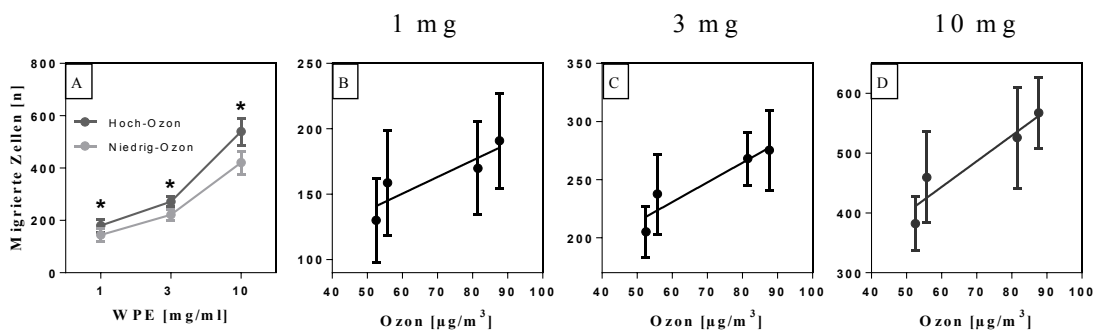 1 mg
3 mg
10 mg
A
B
C
D
Migrierte Zellen [n]
800
600
400
200
0
Hoch-Ozon
Niedrig-Ozon
*
*
*
1
3
10
WPE [mg/ml]
250
200
150
100
40 50 60 70 80 90 100
Ozon [µg/m³]
350
300
250
200
40 50 60 70 80 90 100
Ozon [µg/m³]
600
500
400
300
40 50 60 70 80 90 100
Ozon [µg/m³]